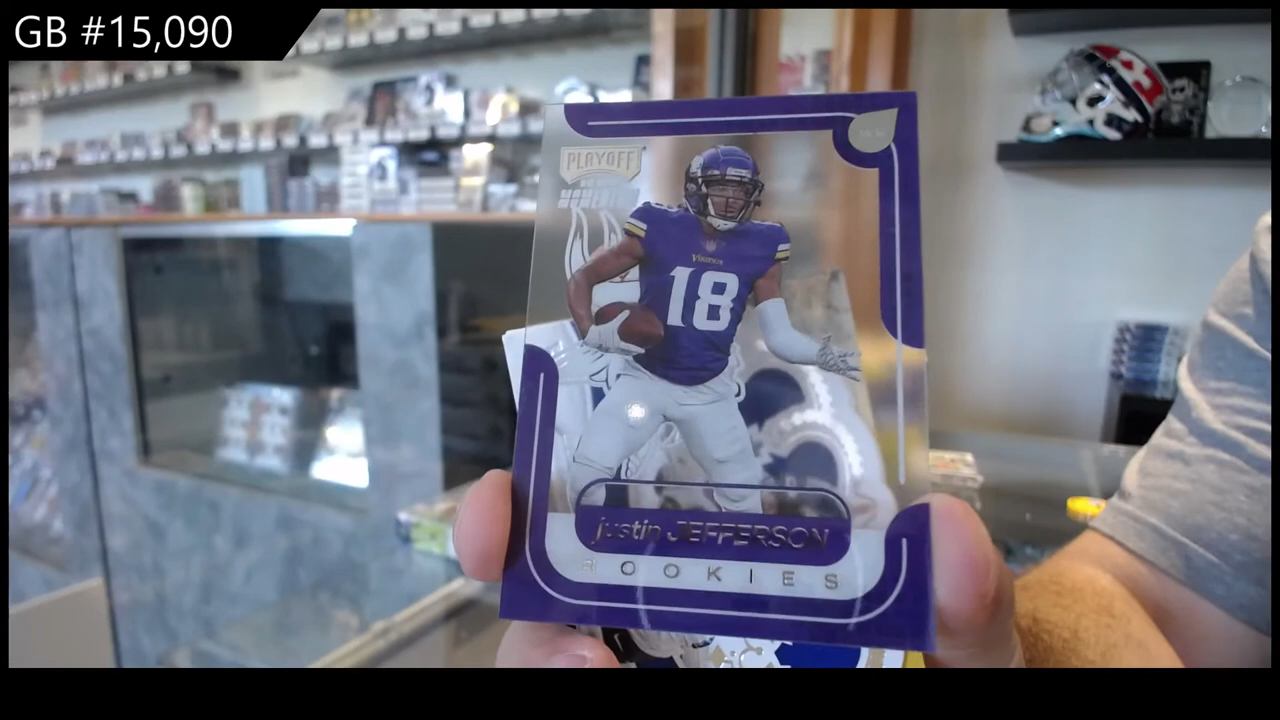 GB #15,090
PLAYOFF
VIKINGS
18
justin JEFFERSON
ROOKIES